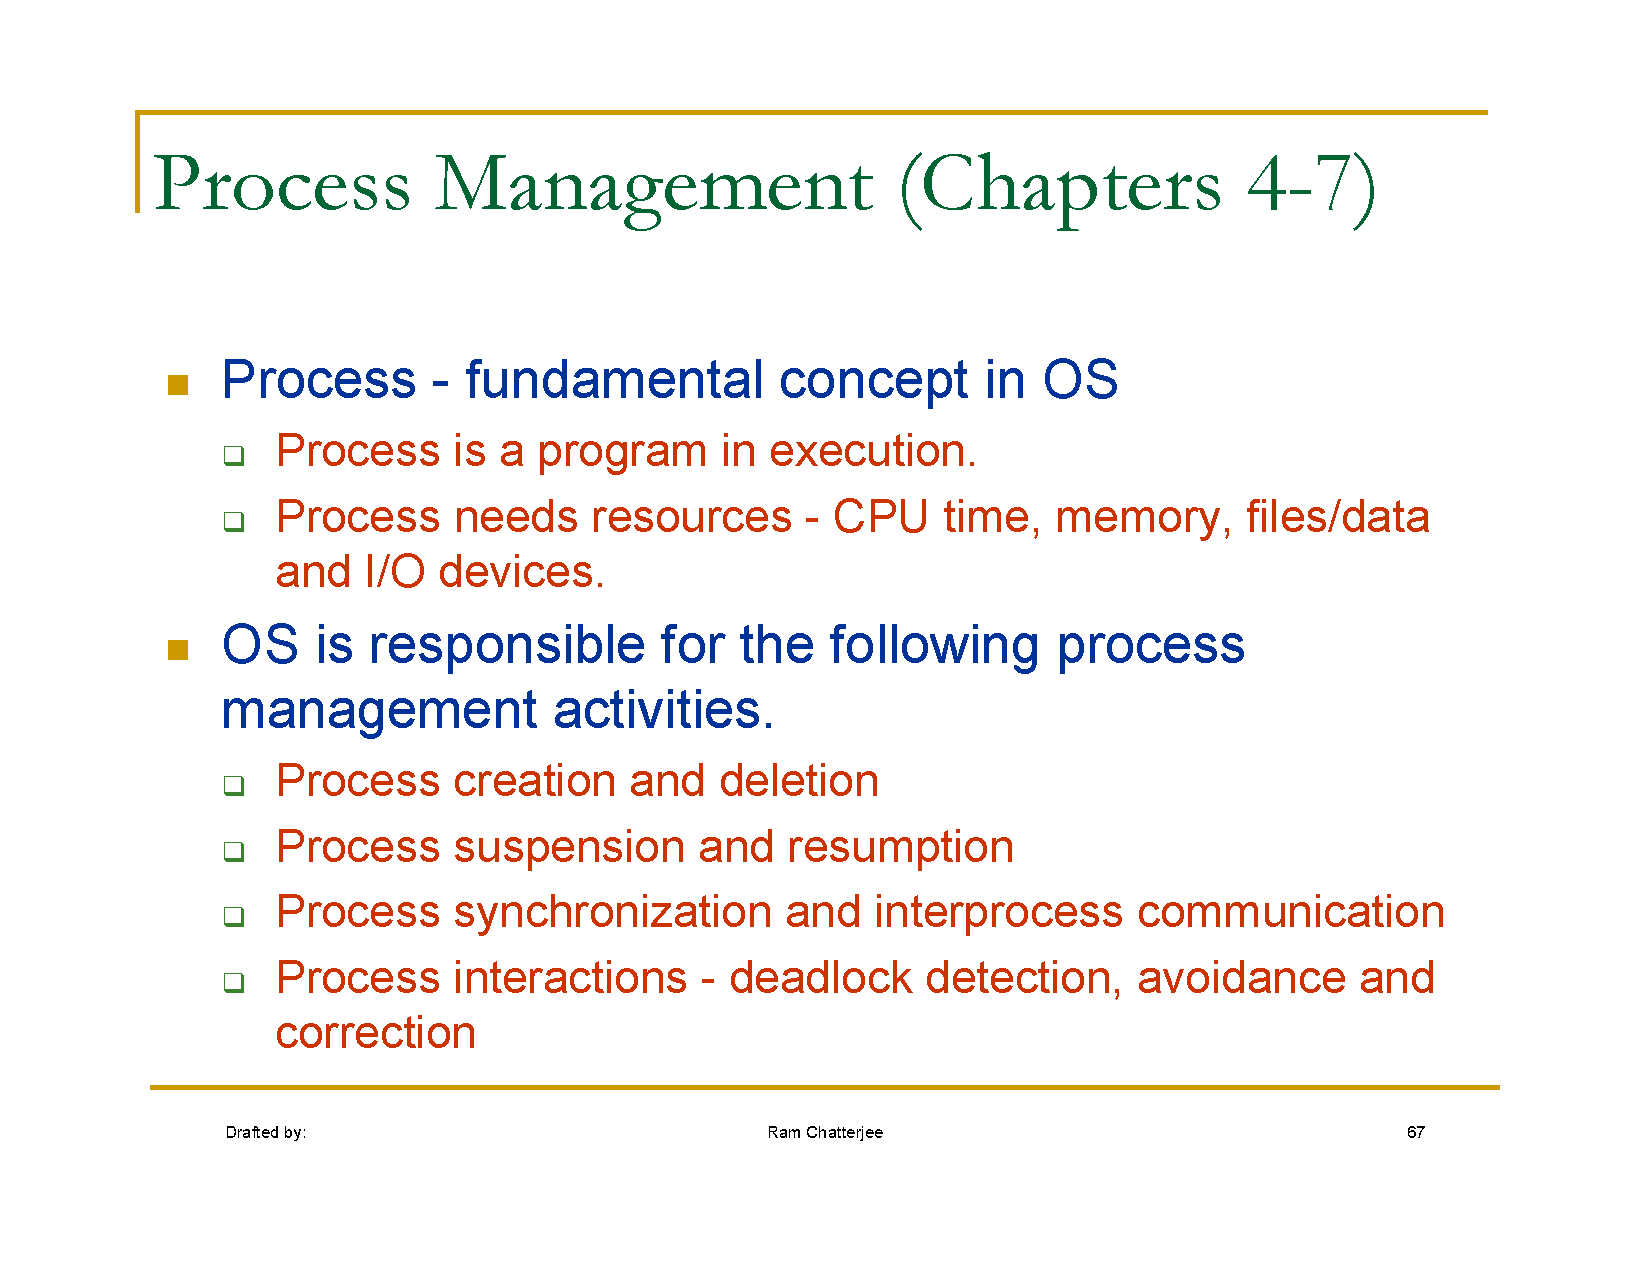 Process Management (Chapters 4-7)
Process - fundamental concept in OS
Process is a program in execution.
Process needs resources - CPU time, memory, files/data
and I/O devices.
OS is responsible for the following process
management activities.
Process creation and deletion
Process suspension and resumption
Process synchronization and interprocess communication
Process interactions - deadlock detection, avoidance and
correction
Drafted by: Ram Chatterjee 67